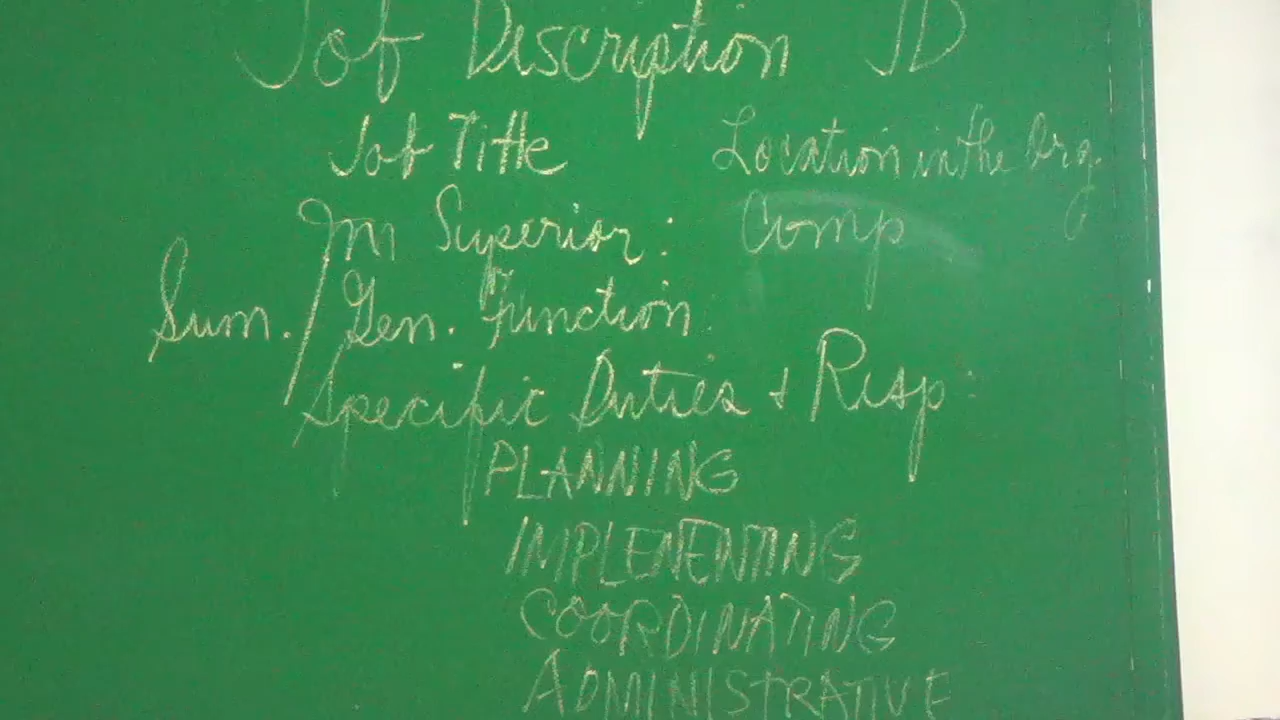 Job Description JD
Job Title Location in the Org.
Im Superior: Comp
Sum. / Gen. Function
Specific Duties & Resp
PLANNING
IMPLEMENTING
COORDINATING
ADMINISTRATIVE